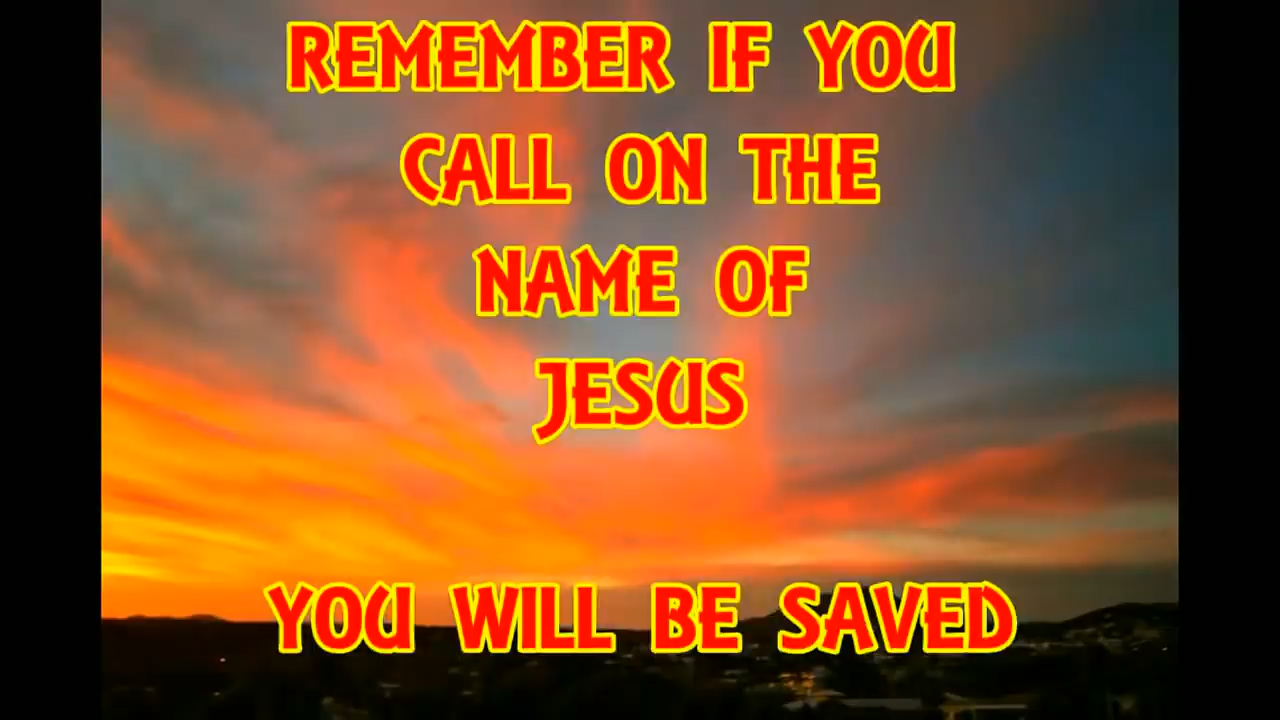 REMEMBER IF YOU
CALL ON THE
NAME OF
JESUS
YOU WILL BE SAVED